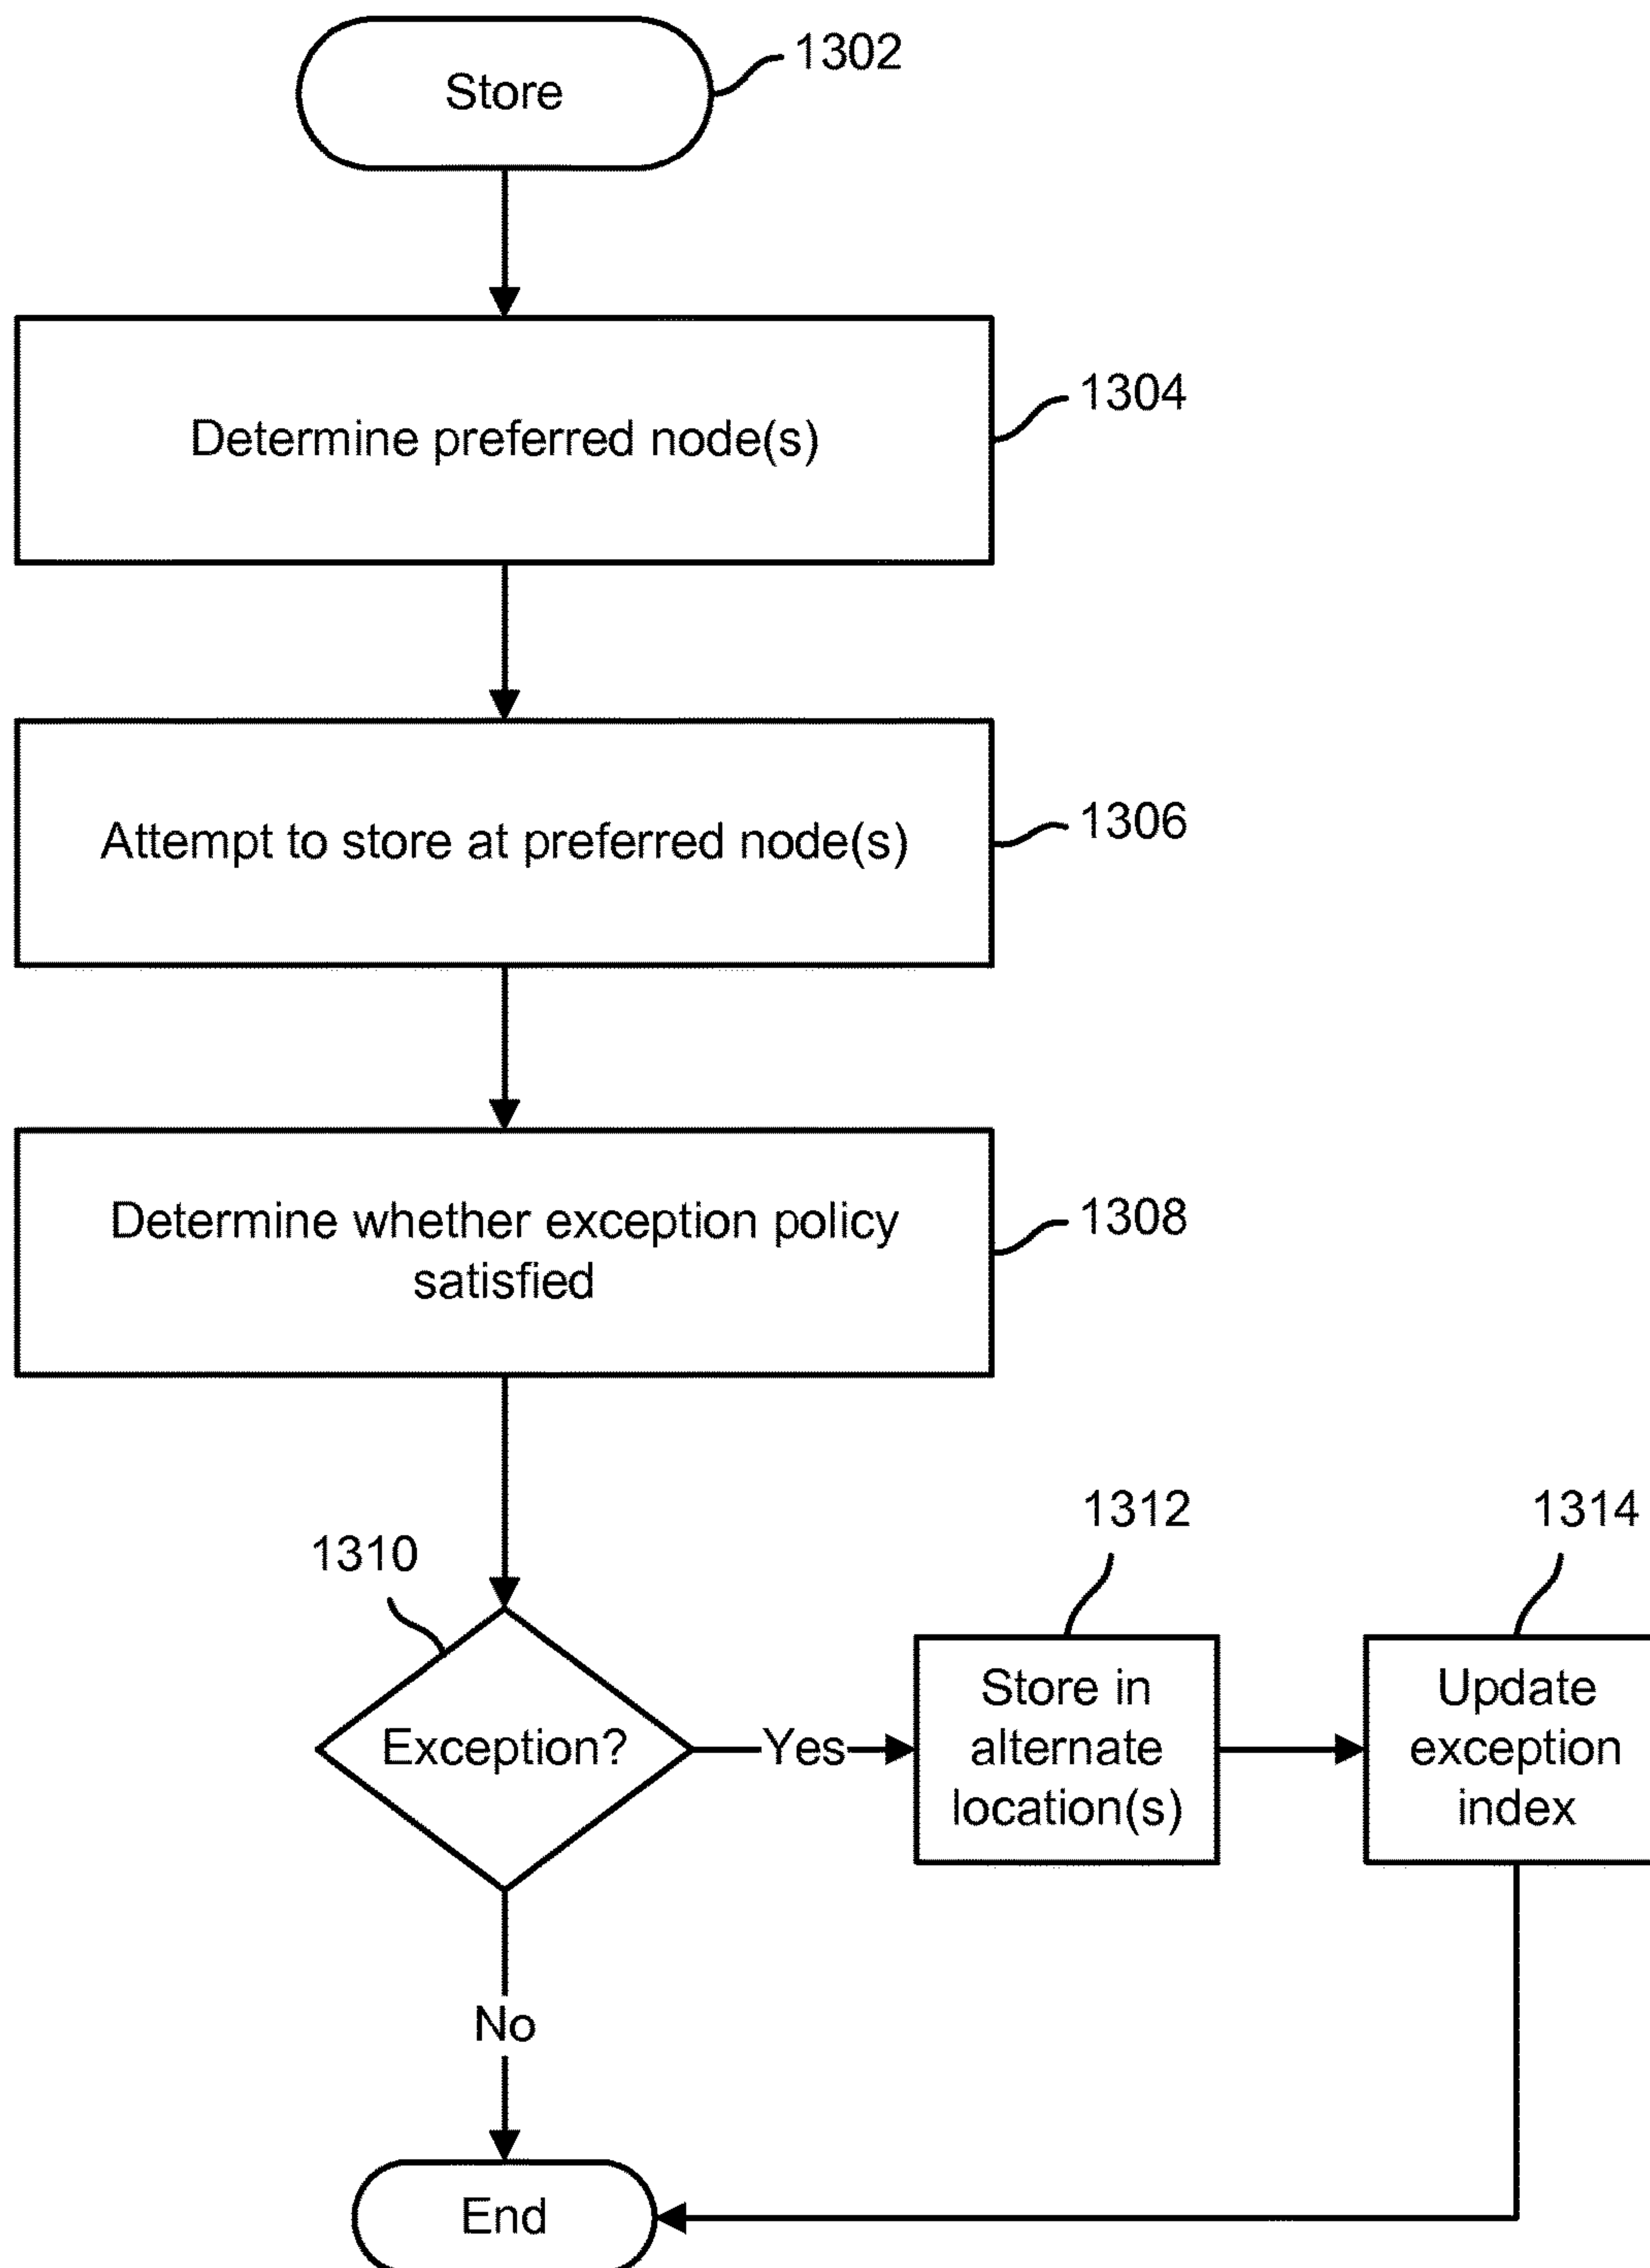 Store
1302
Determine preferred node(s)
1304
Attempt to store at preferred node(s)
1306
Determine whether exception policy
satisfied
1308
1310
Exception?
Yes
1312
Store in
alternate
location(s)
1314
Update
exception
index
No
End